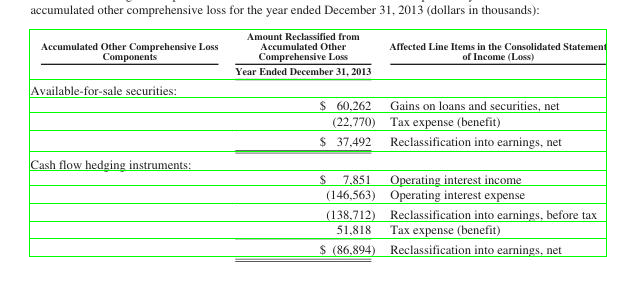 accumulated other comprehensive loss for the year ended December 31, 2013 (dollars in thousands):
Accumulated Other Comprehensive Loss Components
Amount Reclassified from Accumulated Other Comprehensive Loss
Affected Line Items in the Consolidated Statement of Income (Loss)
Year Ended December 31, 2013
Available-for-sale securities:
$ 60,262 Gains on loans and securities, net
(22,770) Tax expense (benefit)
$ 37,492 Reclassification into earnings, net
Cash flow hedging instruments:
$ 7,851 Operating interest income
(146,563) Operating interest expense
(138,712) Reclassification into earnings, before tax
51,818 Tax expense (benefit)
$ (86,894) Reclassification into earnings, net